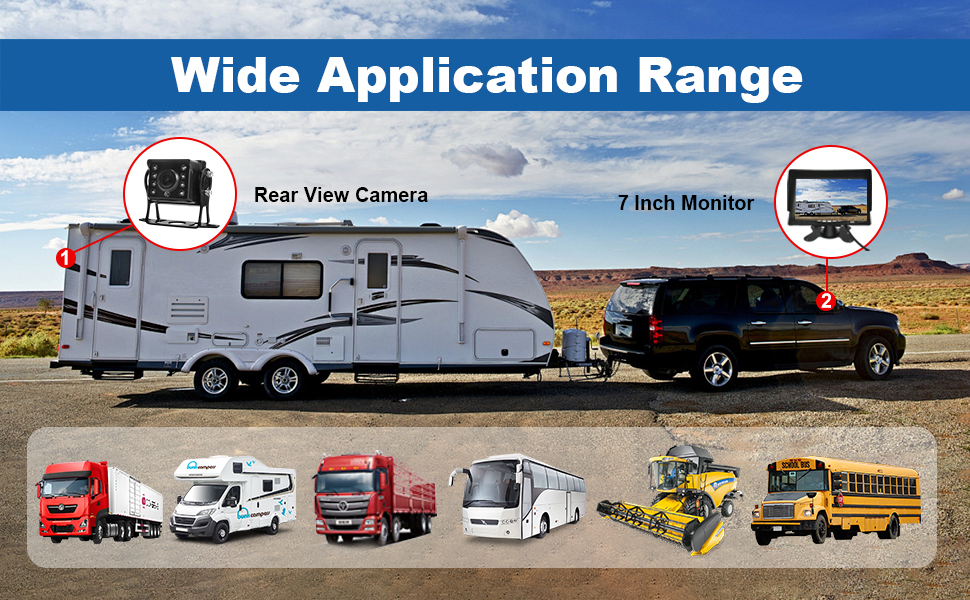 Wide Application Range
Rear View Camera
7 Inch Monitor
1
2
SCHOOL BUS